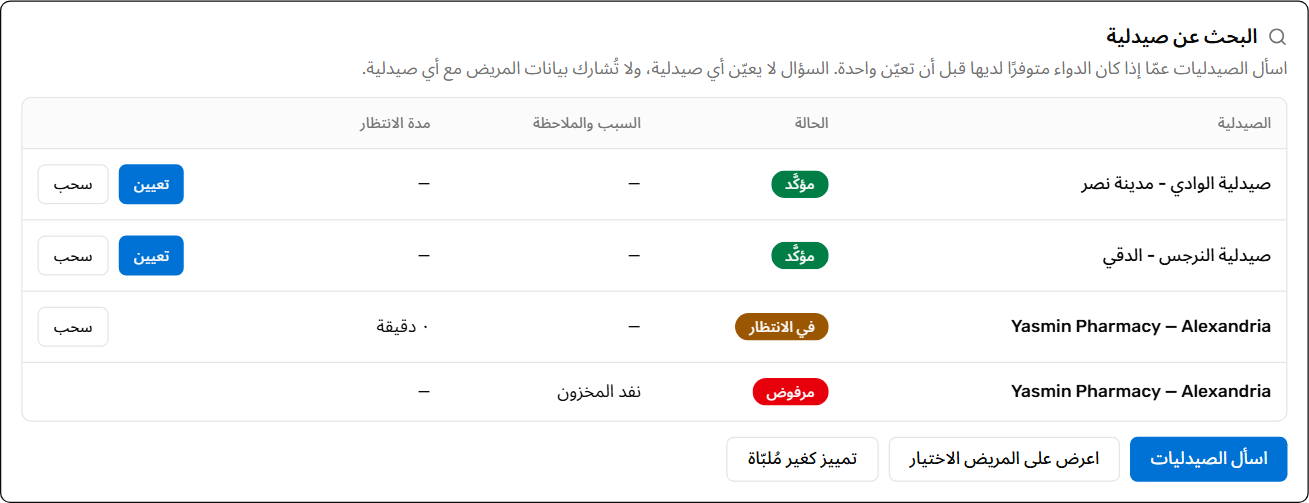 البحث عن صيدلية
اسأل الصيدليات عمّا إذا كان الدواء متوفرًا لديها قبل أن تعيّن واحدة. السؤال لا يعيّن أي صيدلية، ولا تُشارك بيانات المريض مع أي صيدلية.
الصيدلية الحالة السبب والملاحظة مدة الانتظار
صيدلية الوادي - مدينة نصر مؤكَّد — — تعيين سحب
صيدلية النرجس - الدقي مؤكَّد — — تعيين سحب
Yasmin Pharmacy — Alexandria في الانتظار — ٠ دقيقة سحب
Yasmin Pharmacy — Alexandria مرفوض نفد المخزون —
اسأل الصيدليات اعرض على المريض الاختيار تمييز كغير مُلبّاة